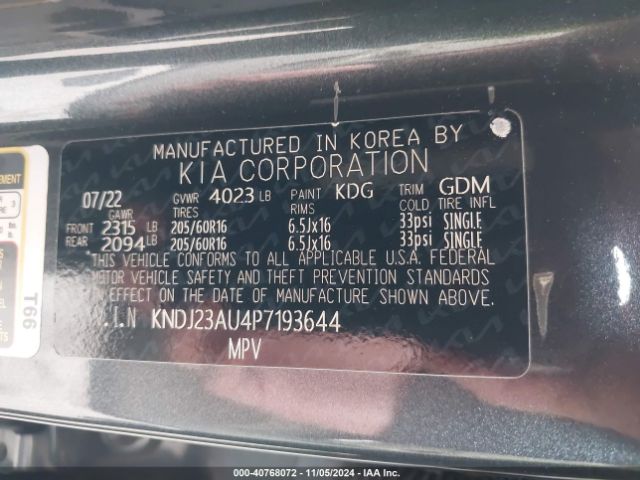 MANUFACTURED IN KOREA BY
KIA CORPORATION
07/22 GVWR 4023 LB PAINT KDG TRIM GDM
GAWR TIRES RIMS COLD TIRE INFL
FRONT 2315 LB 205/60R16 6.5Jx16 33psi SINGLE
REAR 2094 LB 205/60R16 6.5Jx16 33psi SINGLE
THIS VEHICLE CONFORMS TO ALL APPLICABLE U.S.A. FEDERAL
MOTOR VEHICLE SAFETY AND THEFT PREVENTION STANDARDS
IN EFFECT ON THE DATE OF MANUFACTURE SHOWN ABOVE.
.I.N KNDJ23AU4P7193644
MPV
T66
000-40768072 - 11/05/2024 - IAA Inc.